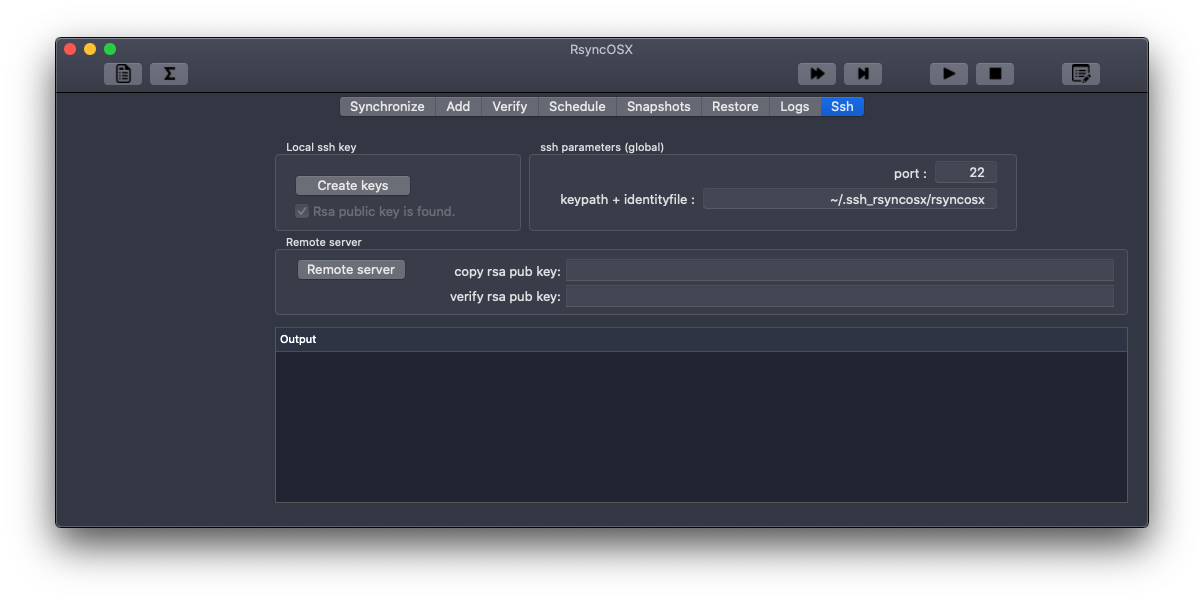 RsyncOSX
Σ
Synchronize Add Verify Schedule Snapshots Restore Logs Ssh
Local ssh key
ssh parameters (global)
port : 22
Create keys
keypath + identityfile : ~/.ssh_rsyncosx/rsyncosx
Rsa public key is found.
Remote server
Remote server
copy rsa pub key:
verify rsa pub key:
Output